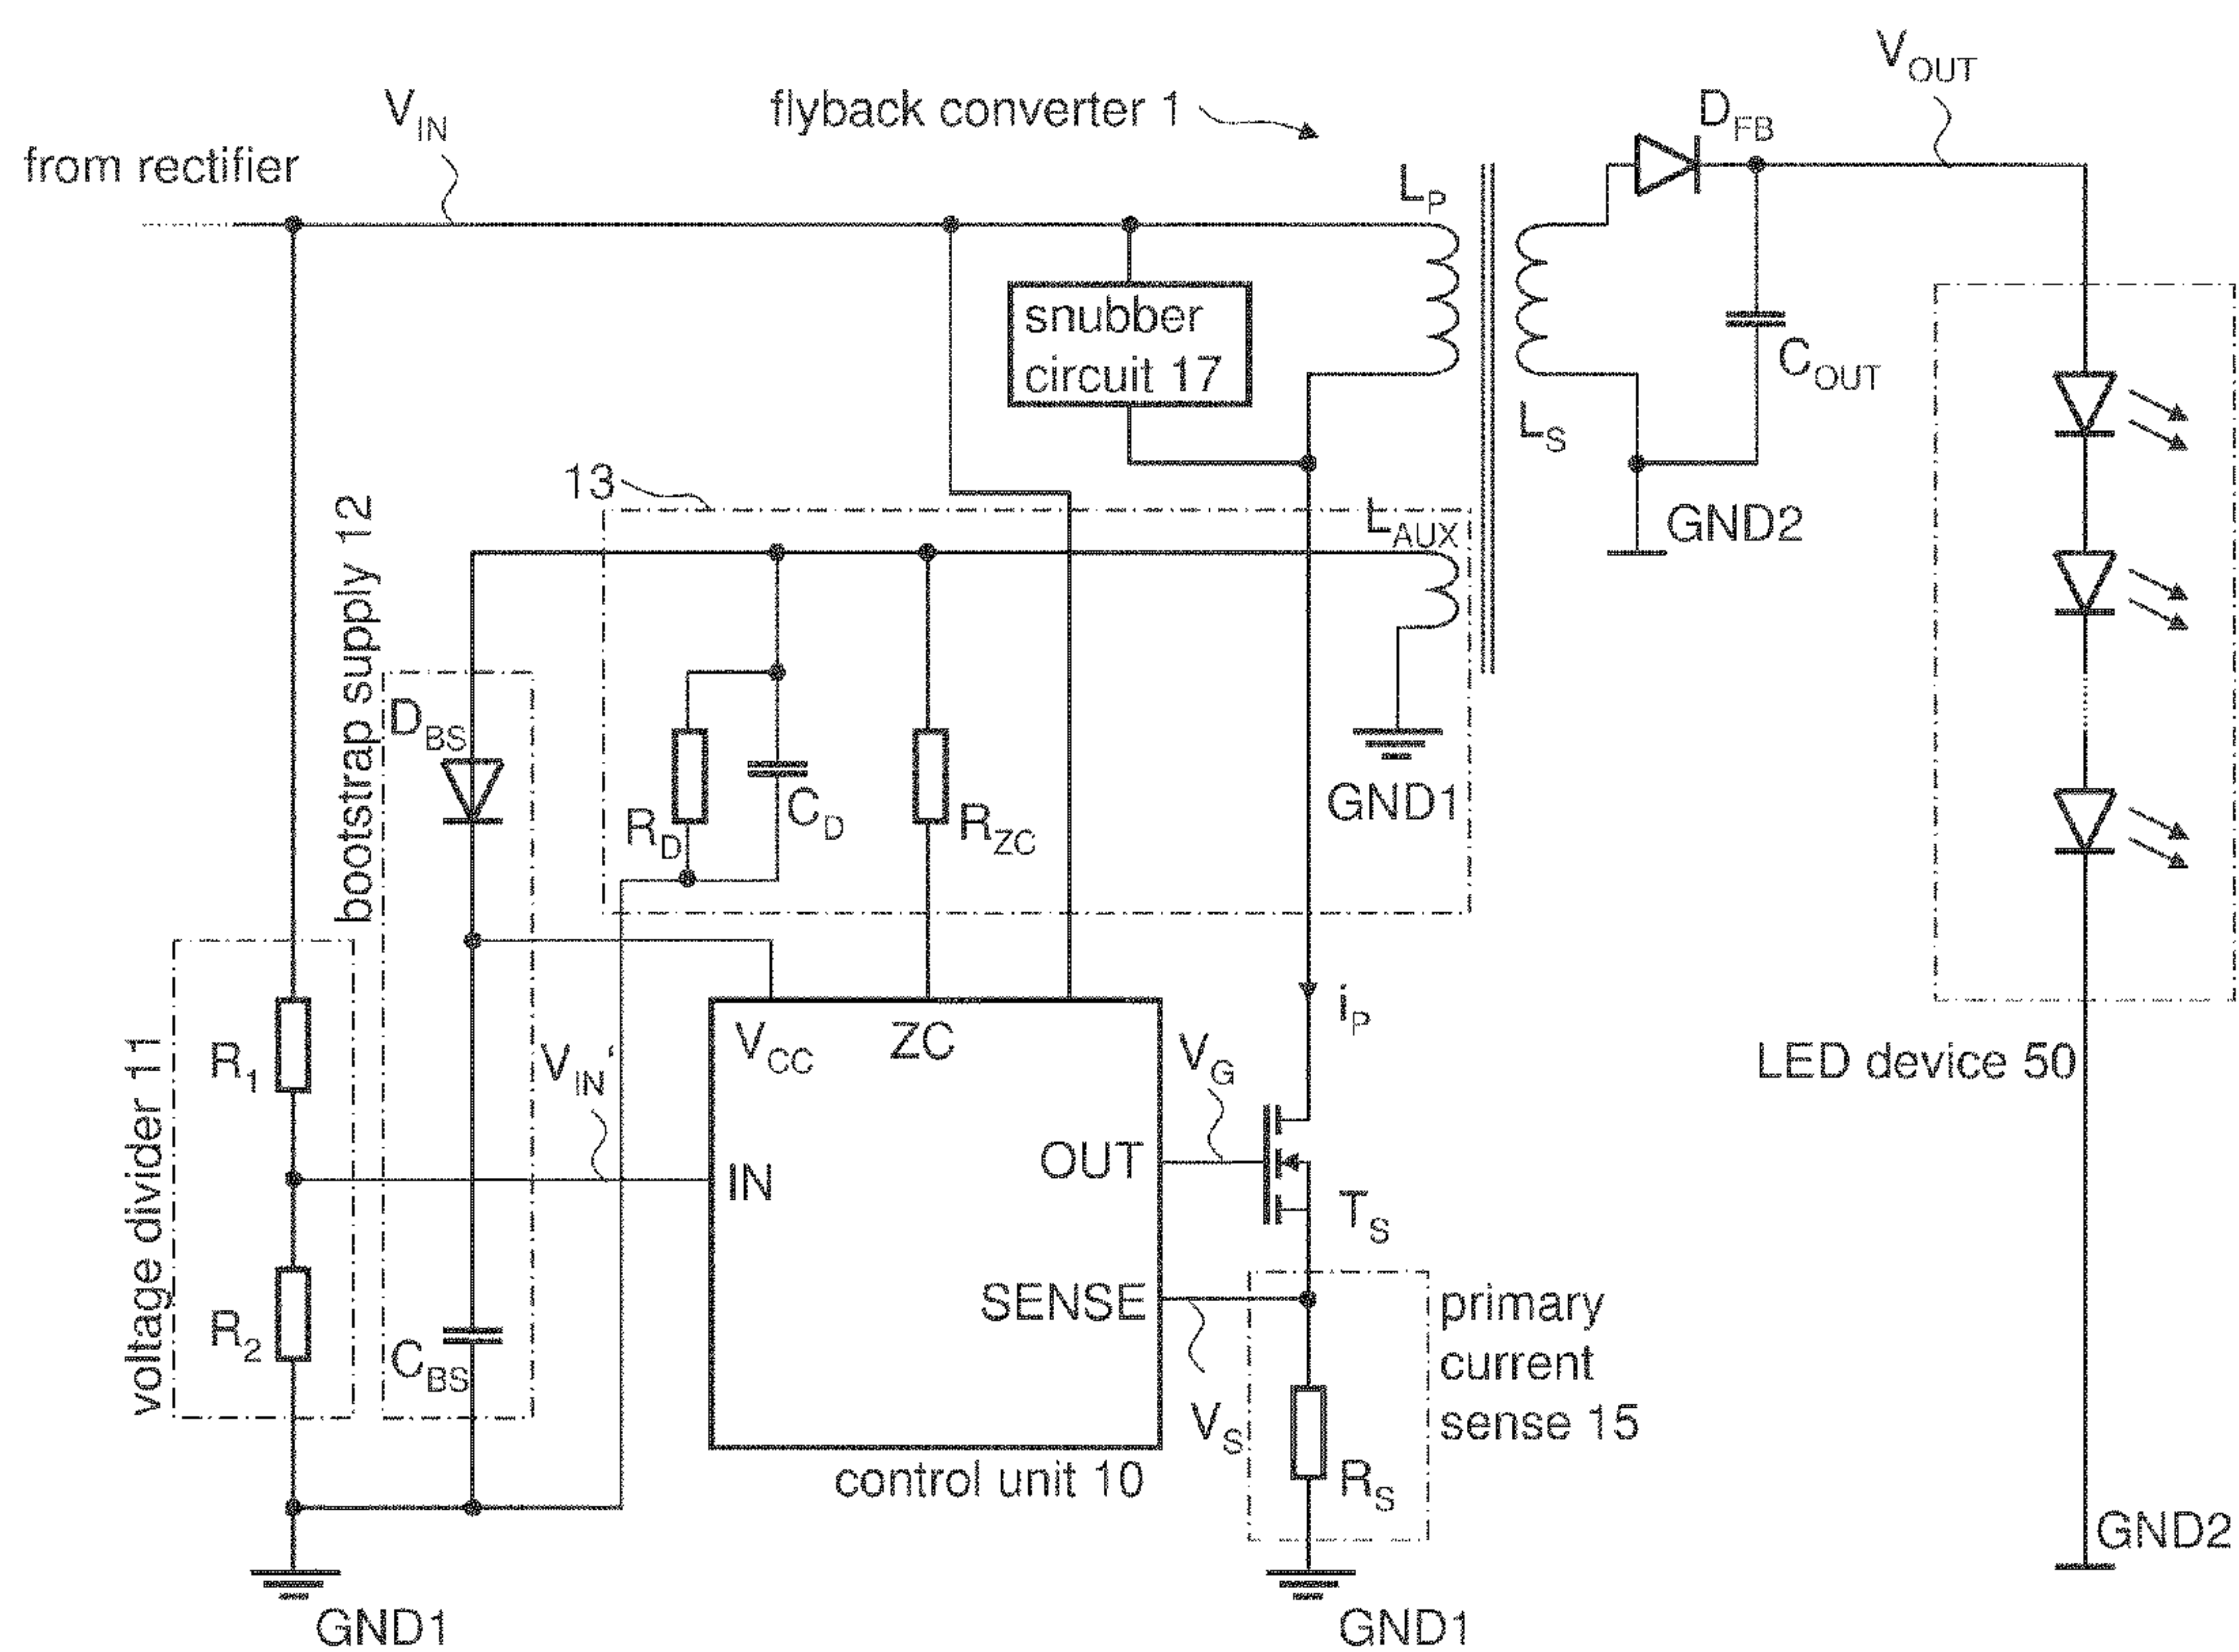 V_OUT
V_IN
flyback converter 1
D_FB
from rectifier
L_P
snubber
circuit 17
C_OUT
L_S
13
L_AUX
GND2
bootstrap supply 12
D_BS
R_D
C_D
R_ZC
GND1
voltage divider 11
R_1
V_IN'
V_CC
ZC
V_G
i_P
LED device 50
IN
OUT
T_S
SENSE
primary
current
sense 15
R_2
C_BS
V_S
R_S
control unit 10
GND2
GND1
GND1